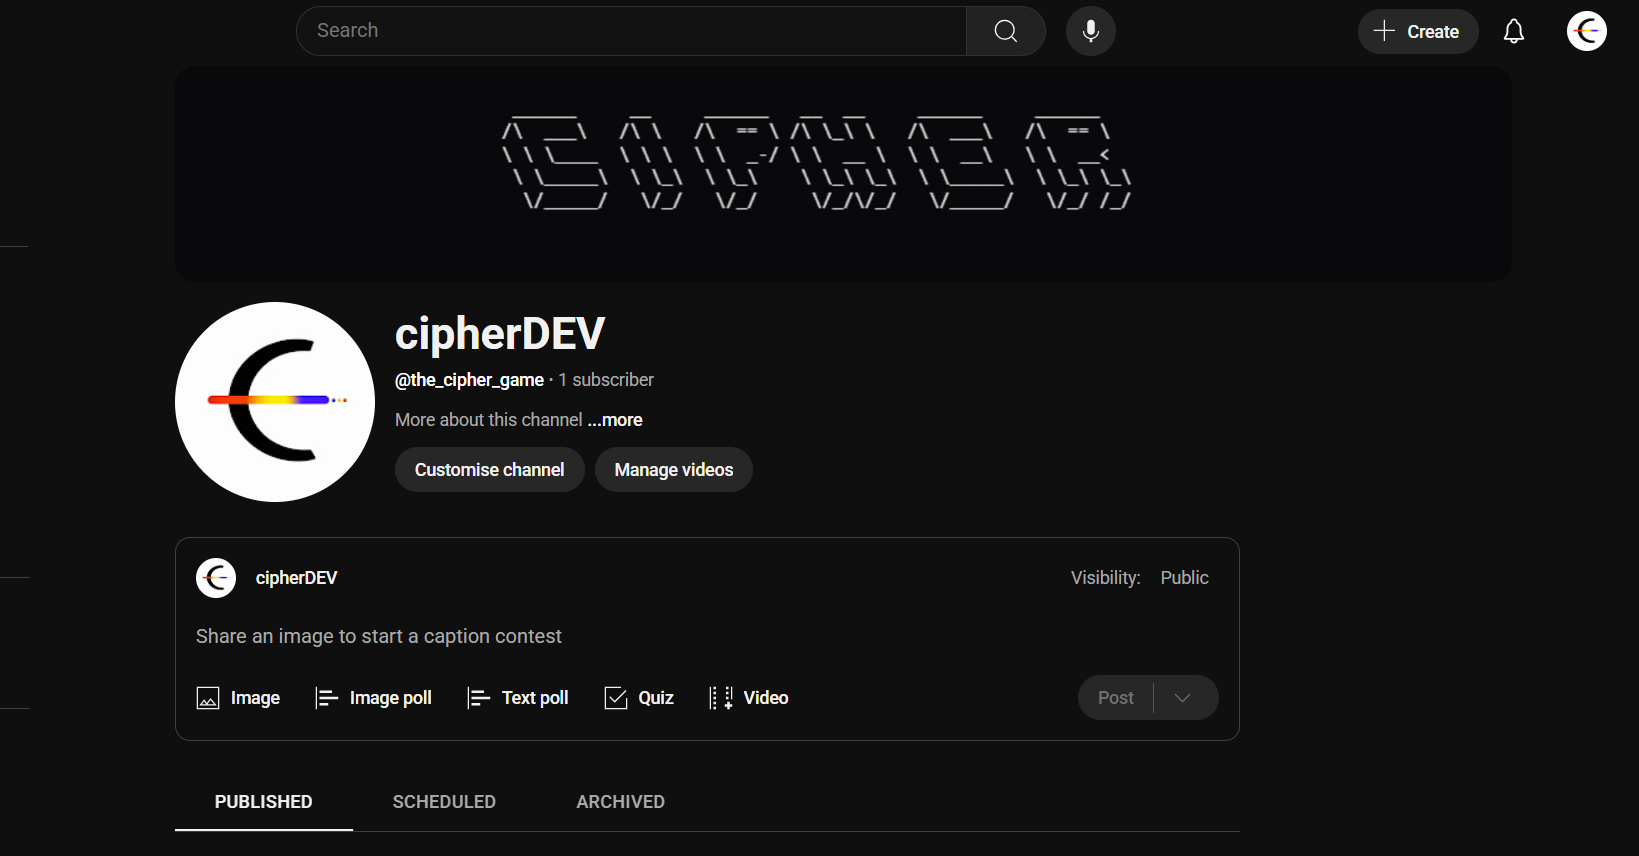 Search
Create
CIPHER
cipherDEV
@the_cipher_game · 1 subscriber
More about this channel ...more
Customise channel
Manage videos
cipherDEV
Visibility: Public
Share an image to start a caption contest
Image
Image poll
Text poll
Quiz
Video
Post
PUBLISHED
SCHEDULED
ARCHIVED